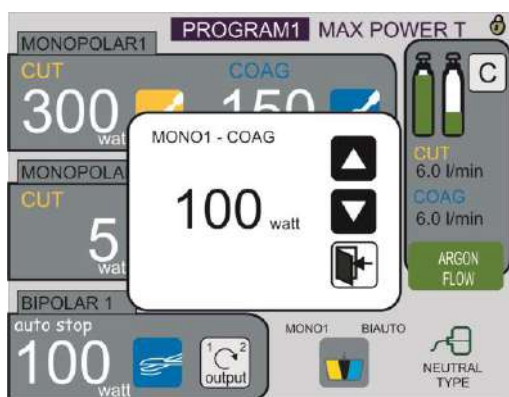 PROGRAM1 MAX POWER T
MONOPOLAR1
CUT COAG
300 150
watt
C
MONO1 - COAG
100 watt
CUT
6.0 l/min
COAG
6.0 l/min
ARGON
FLOW
MONOPOLA
CUT
5
wat
BIPOLAR 1
auto stop
100
watt
1 2
output
MONO1 BIAUTO
NEUTRAL
TYPE